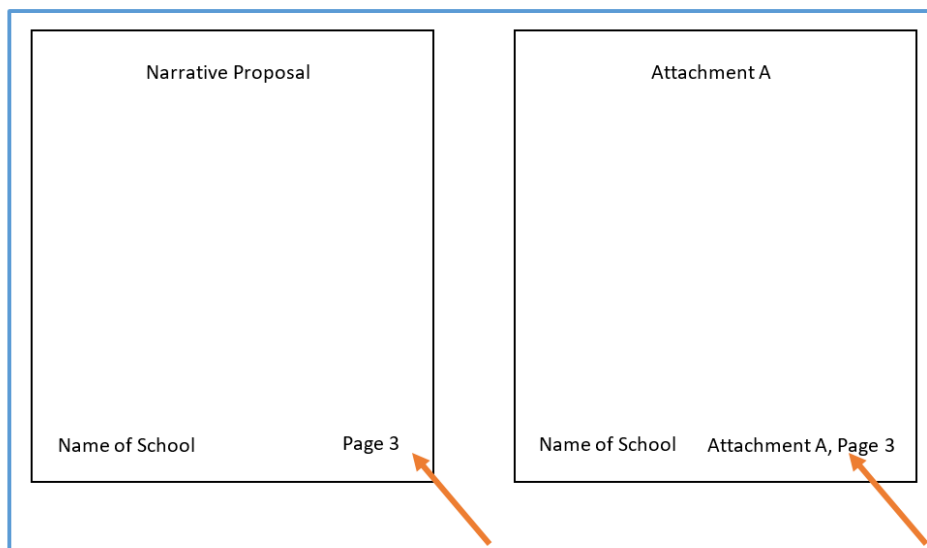 Narrative Proposal
Name of School
Page 3
Attachment A
Name of School
Attachment A, Page 3